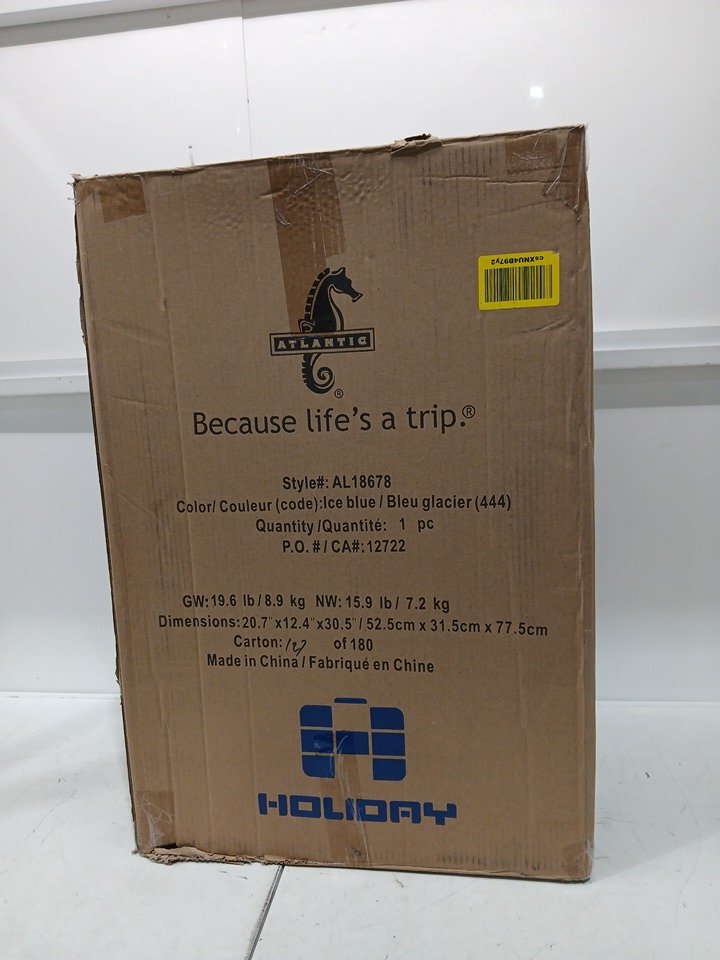 csXNU4B97y2
ATLANTIC
®
Because life's a trip.®
Style#: AL18678
Color/ Couleur (code):Ice blue / Bleu glacier (444)
Quantity /Quantité: 1 pc
P.O. # / CA#: 12722
GW: 19.6 lb / 8.9 kg NW: 15.9 lb / 7.2 kg
Dimensions: 20.7" x12.4"x30.5"/ 52.5cm x 31.5cm x 77.5cm
Carton: of 180
Made in China / Fabriqué en Chine
HOLIDAY